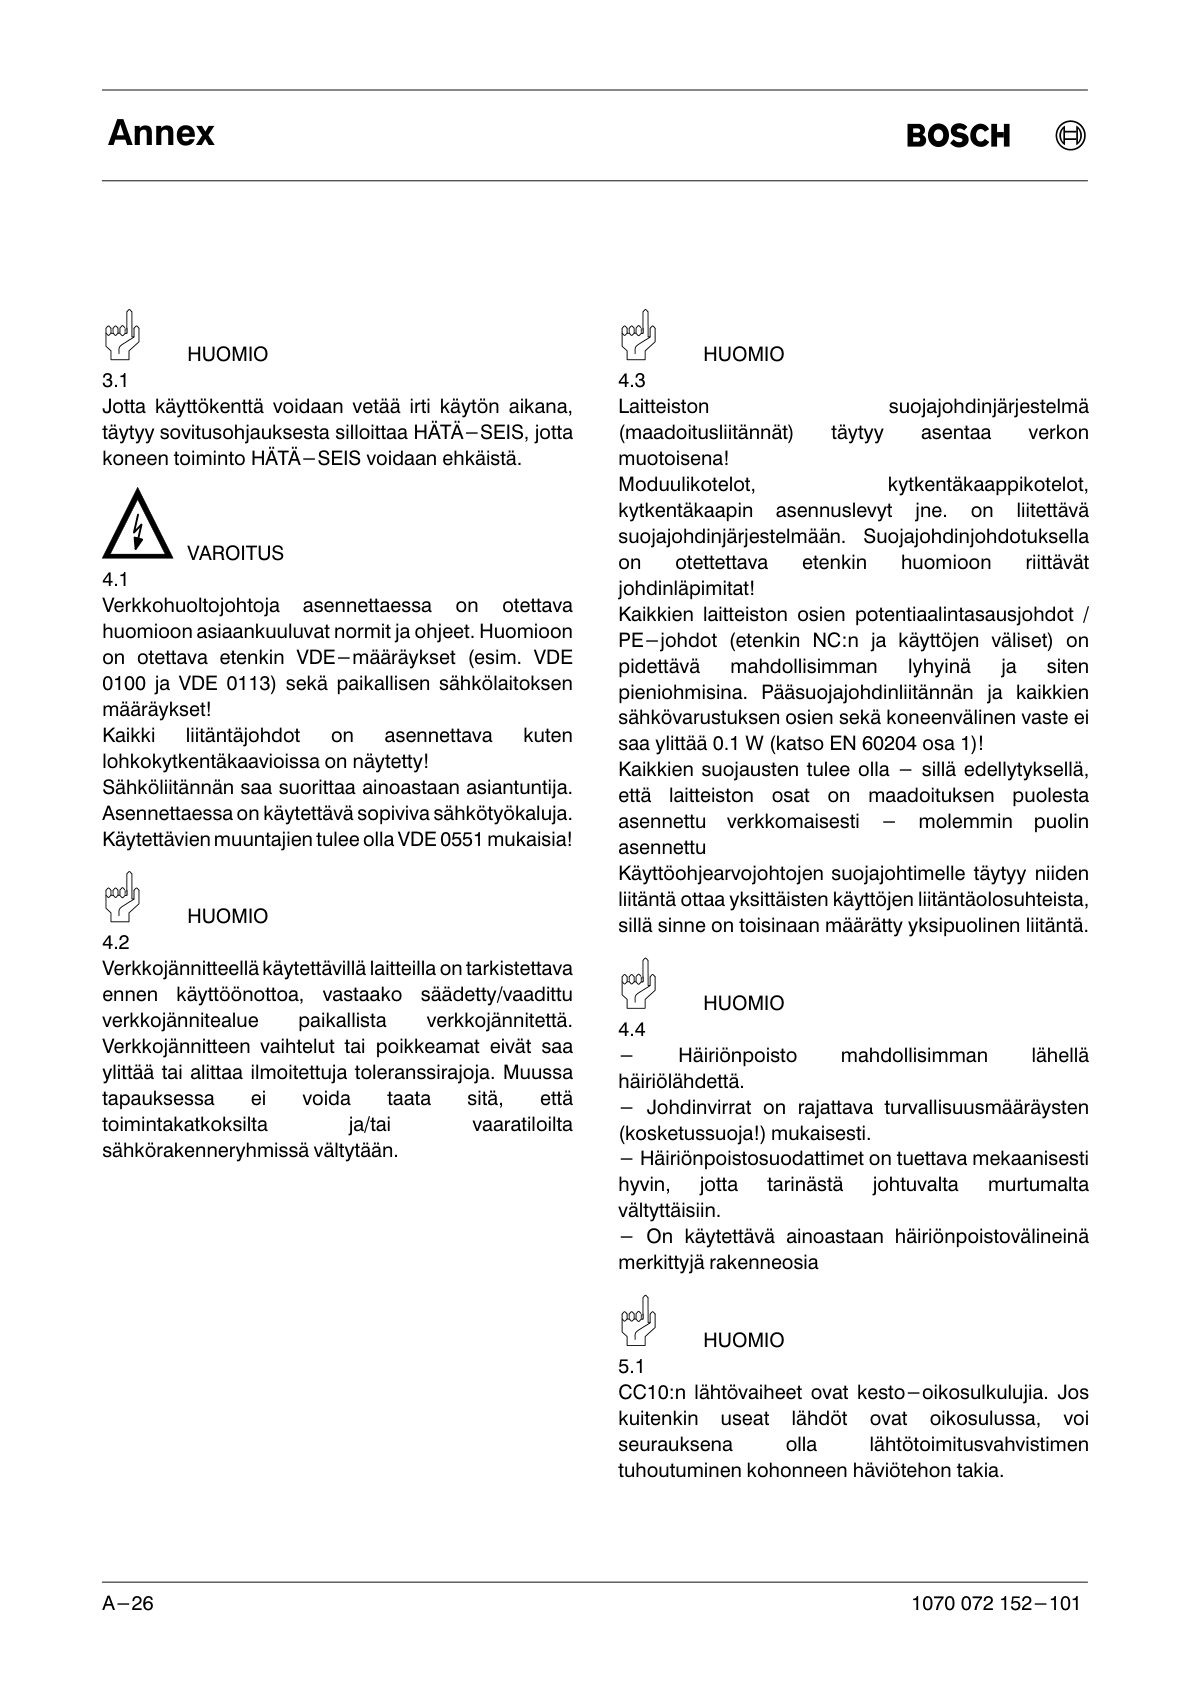 Annex
BOSCH
HUOMIO
3.1
Jotta käyttökenttä voidaan vetää irti käytön aikana,
täytyy sovitusohjauksesta silloittaa HÄTÄ−SEIS, jotta
koneen toiminto HÄTÄ−SEIS voidaan ehkäistä.
VAROITUS
4.1
Verkkohuoltojohtoja asennettaessa on otettava
huomioon asiaankuuluvat normit ja ohjeet. Huomioon
on otettava etenkin VDE−määräykset (esim. VDE
0100 ja VDE 0113) sekä paikallisen sähkölaitoksen
määräykset!
Kaikki liitäntäjohdot on asennettava kuten
lohkokytkentäkaavioissa on näytetty!
Sähköliitännän saa suorittaa ainoastaan asiantuntija.
Asennettaessa on käytettävä sopiviva sähkötyökaluja.
Käytettävien muuntajien tulee olla VDE 0551 mukaisia!
HUOMIO
4.2
Verkkojännitteellä käytettävillä laitteilla on tarkistettava
ennen käyttöönottoa, vastaako säädetty/vaadittu
verkkojännitealue paikallista verkkojännitettä.
Verkkojännitteen vaihtelut tai poikkeamat eivät saa
ylittää tai alittaa ilmoitettuja toleranssirajoja. Muussa
tapauksessa ei voida taata sitä, että
toimintakatkoksilta ja/tai vaaratiloilta
sähkörakenneryhmissä vältytään.
HUOMIO
4.3
Laitteiston suojajohdinjärjestelmä
(maadoitusliitännät) täytyy asentaa verkon
muotoisena!
Moduulikotelot, kytkentäkaappikotelot,
kytkentäkaapin asennuslevyt jne. on liitettävä
suojajohdinjärjestelmään. Suojajohdinjohdotuksella
on otettettava etenkin huomioon riittävät
johdinläpimitat!
Kaikkien laitteiston osien potentiaalintasausjohdot /
PE−johdot (etenkin NC:n ja käyttöjen väliset) on
pidettävä mahdollisimman lyhyinä ja siten
pieniohmisina. Pääsuojajohdinliitännän ja kaikkien
sähkövarustuksen osien sekä koneenvälinen vaste ei
saa ylittää 0.1 W (katso EN 60204 osa 1)!
Kaikkien suojausten tulee olla − sillä edellytyksellä,
että laitteiston osat on maadoituksen puolesta
asennettu verkkomaisesti − molemmin puolin
asennettu
Käyttöohjearvojohtojen suojajohtimelle täytyy niiden
liitäntä ottaa yksittäisten käyttöjen liitäntäolosuhteista,
sillä sinne on toisinaan määrätty yksipuolinen liitäntä.
HUOMIO
4.4
− Häiriönpoisto mahdollisimman lähellä
häiriölähdettä.
− Johdinvirrat on rajattava turvallisuusmääräysten
(kosketussuoja!) mukaisesti.
− Häiriönpoistosuodattimet on tuettava mekaanisesti
hyvin, jotta tarinästä johtuvalta murtumalta
vältyttäisiin.
− On käytettävä ainoastaan häiriönpoistovälineinä
merkittyjä rakenneosia
HUOMIO
5.1
CC10:n lähtövaiheet ovat kesto−oikosulkulujia. Jos
kuitenkin useat lähdöt ovat oikosulussa, voi
seurauksena olla lähtötoimitusvahvistimen
tuhoutuminen kohonneen häviötehon takia.
A−26
1070 072 152−101